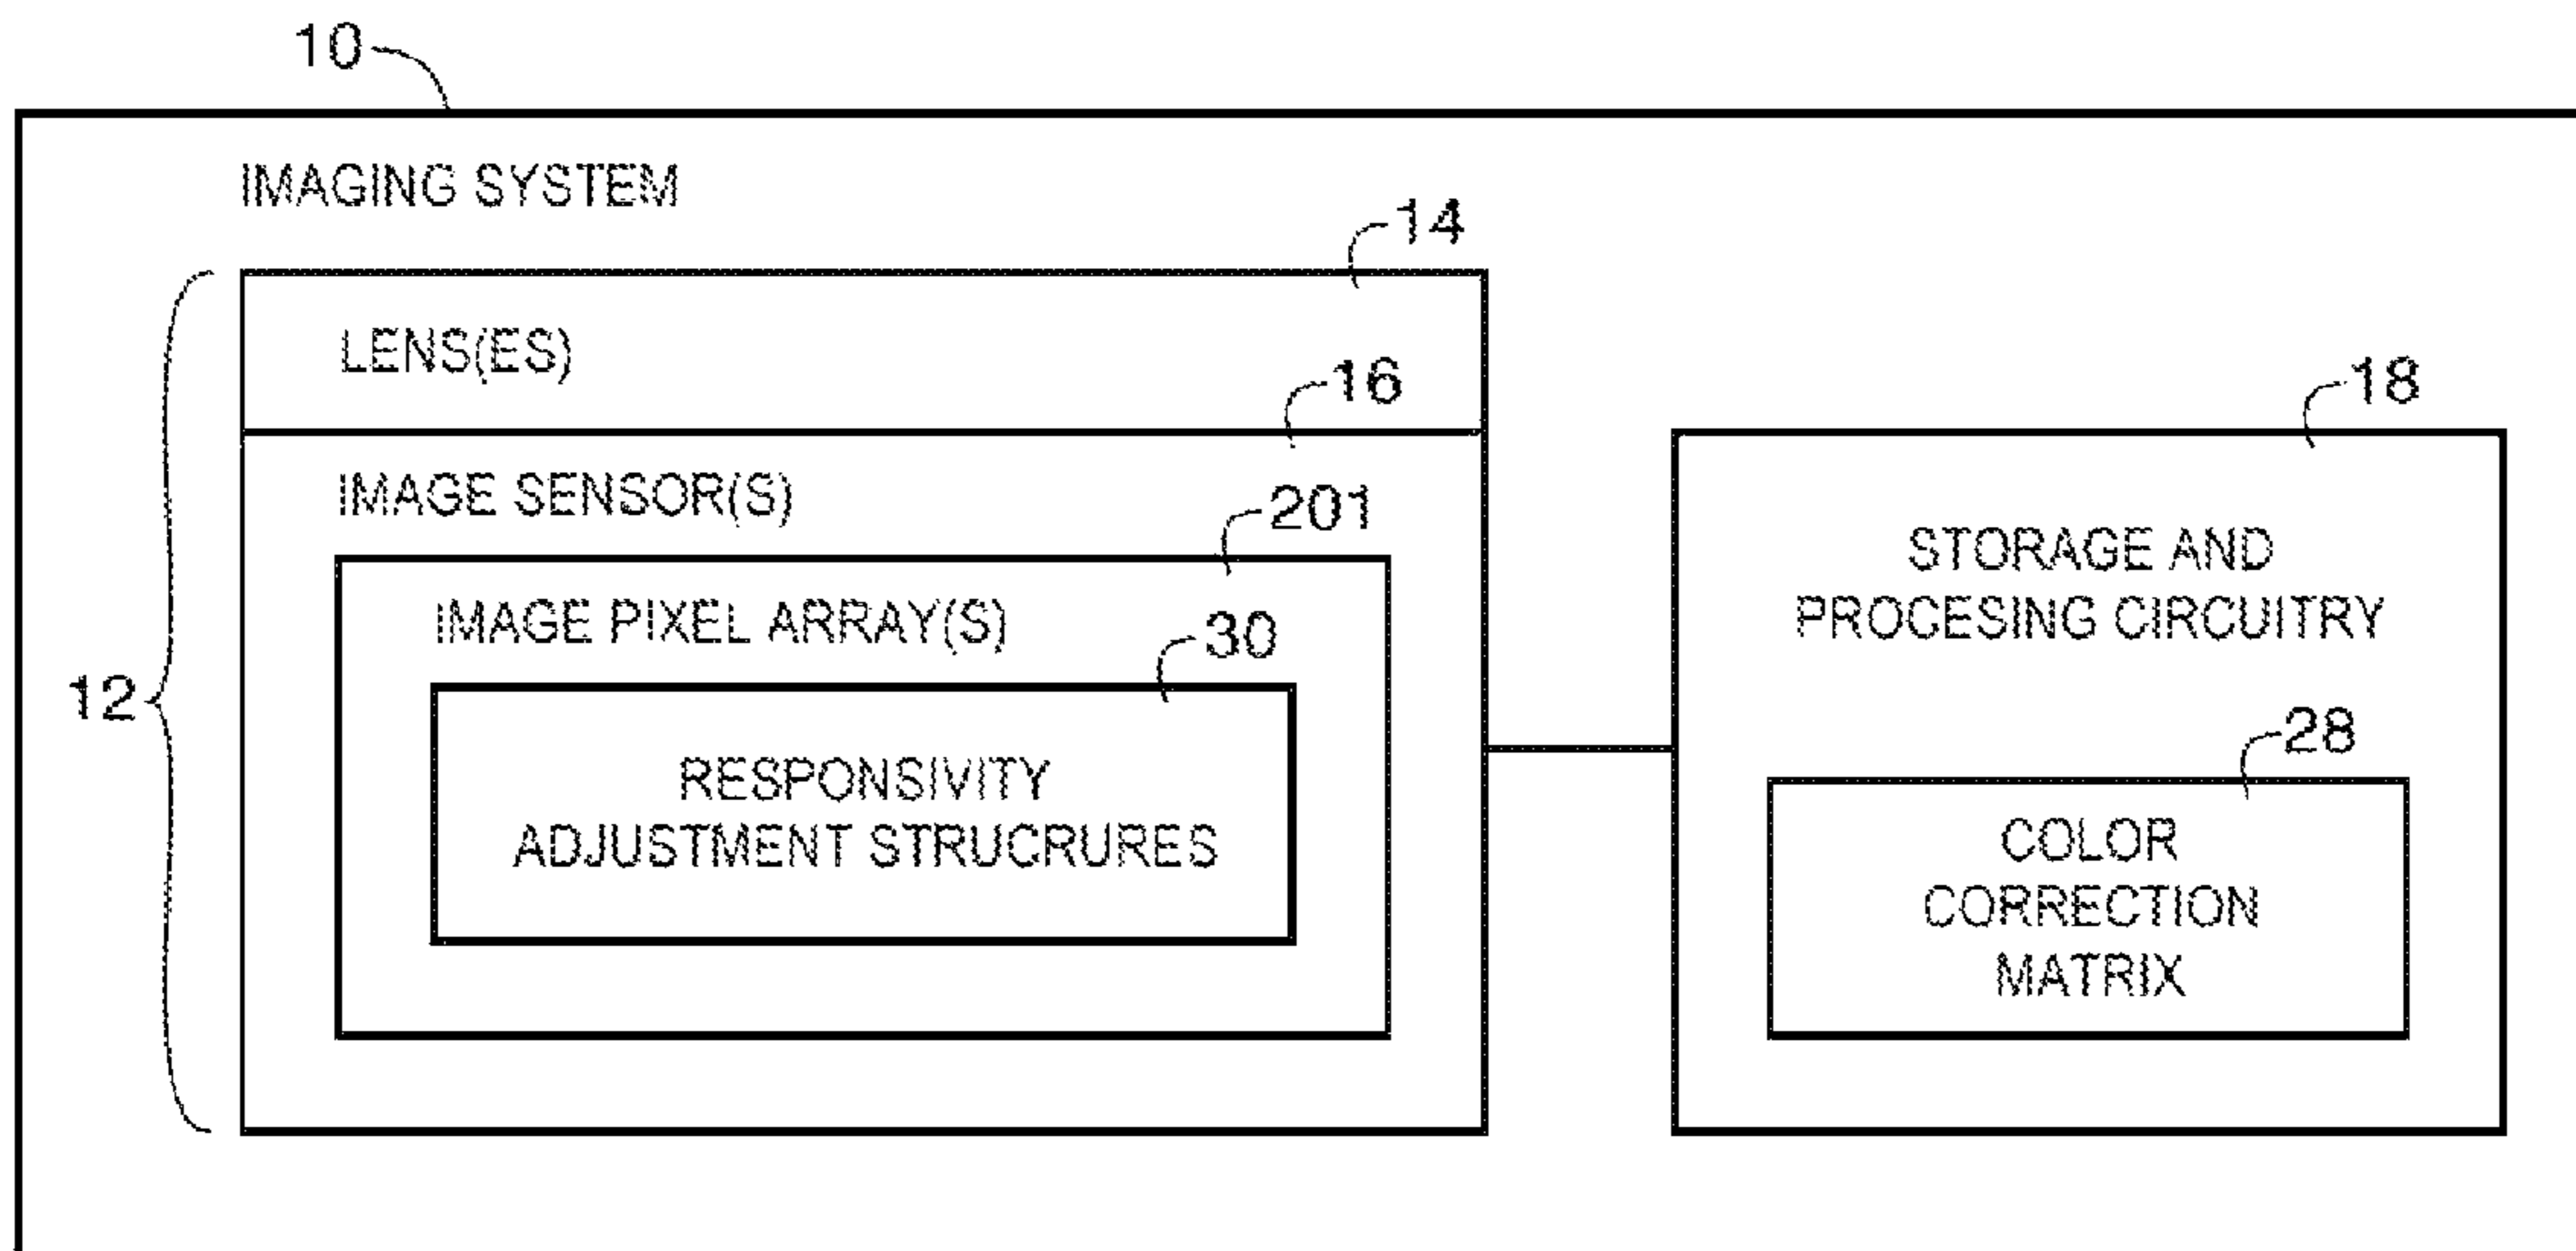 10
IMAGING SYSTEM
14
LENS(ES)
16
18
IMAGE SENSOR(S)
201
STORAGE AND
PROCESING CIRCUITRY
IMAGE PIXEL ARRAY(S)
30
12
28
RESPONSIVITY
ADJUSTMENT STRUCRURES
COLOR
CORRECTION
MATRIX